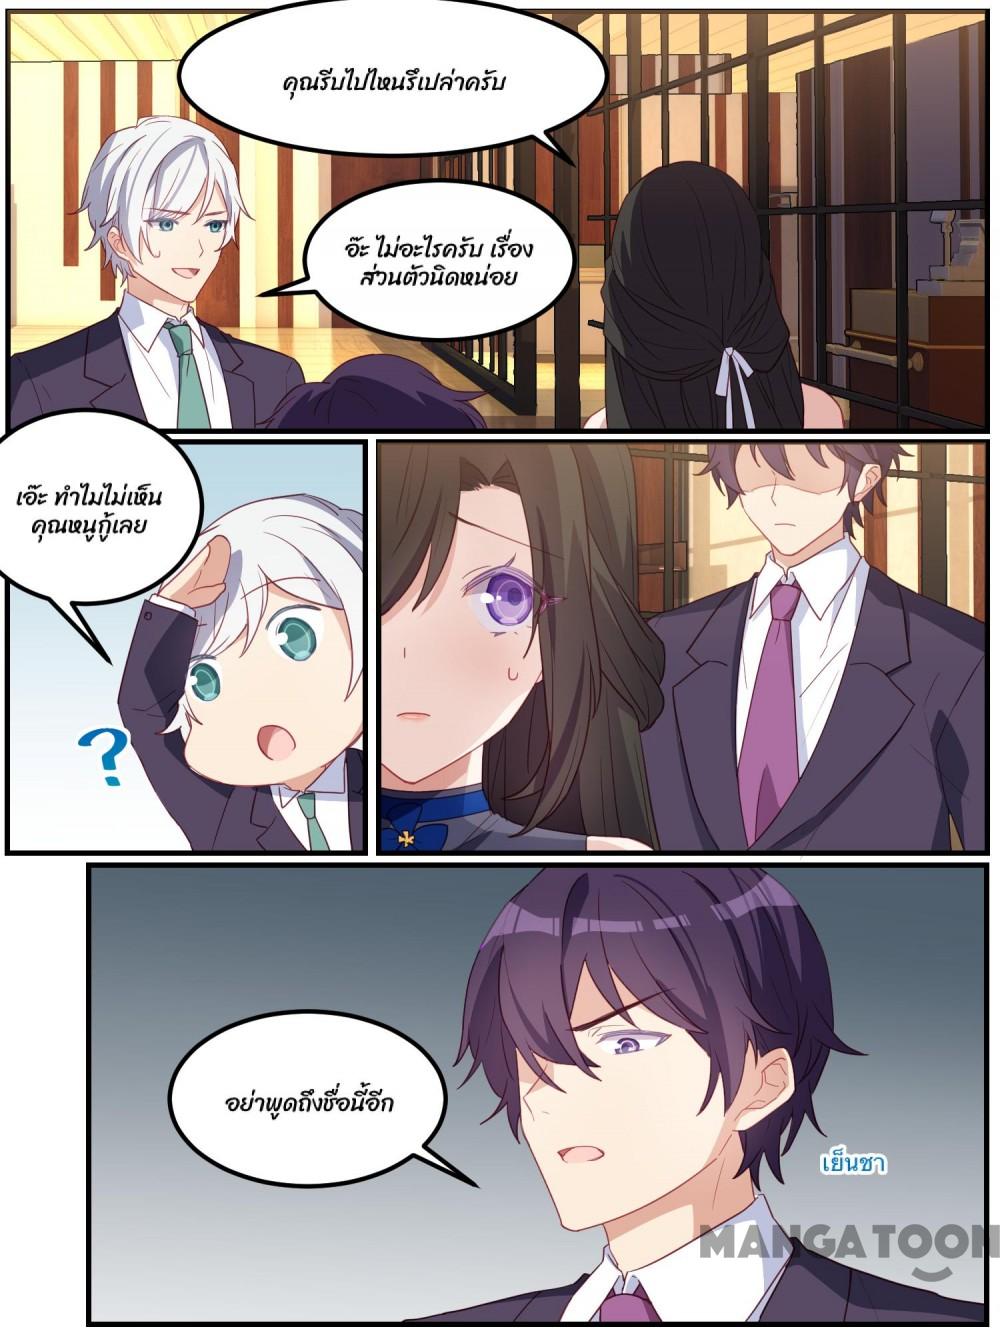 คุณรีบไปไหนรึเปล่าครับ
อ๊ะ ไม่อะไรครับ เรื่อง
ส่วนตัวนิดหน่อย
เอ๊ะ ทำไมไม่เห็น
คุณหนูกู้เลย
?
อย่าพูดถึงชื่อนี้อีก
เย็นชา
MANGATOON